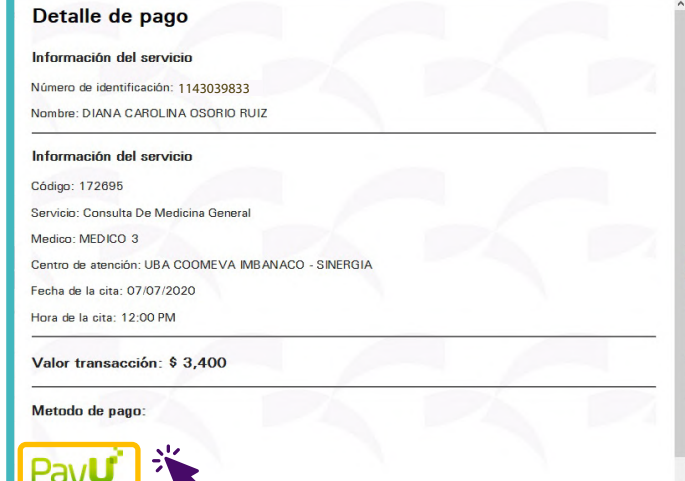 Detalle de pago
Información del servicio
Número de identificación: 1143039833
Nombre: DIANA CAROLINA OSORIO RUIZ
Información del servicio
Código: 172695
Servicio: Consulta De Medicina General
Medico: MEDICO 3
Centro de atención: UBA COOMEVA IMBANACO - SINERGIA
Fecha de la cita: 07/07/2020
Hora de la cita: 12:00 PM
Valor transacción: $ 3,400
Metodo de pago:
PayU